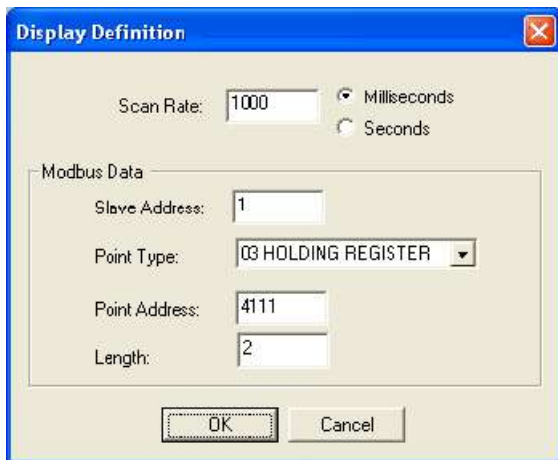 Display Definition
Scan Rate: 1000 Milliseconds
Seconds
Modbus Data
Slave Address: 1
Point Type: 03 HOLDING REGISTER
Point Address: 4111
Length: 2
OK Cancel